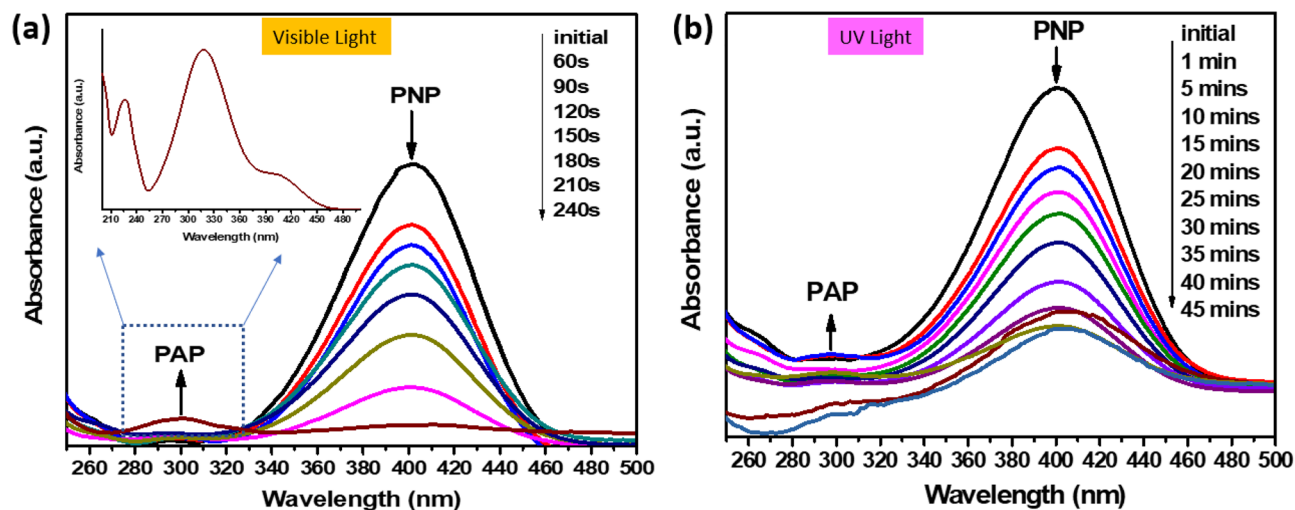 (a)
Visible Light
initial
60s
90s
120s
150s
180s
210s
240s
PNP
PAP
Absorbance (a.u.)
210 240 270 300 330 360 390 420 450 480
Wavelength (nm)
Absorbance (a.u.)
260 280 300 320 340 360 380 400 420 440 460 480 500
Wavelength (nm)
(b)
UV Light
initial
1 min
5 mins
10 mins
15 mins
20 mins
25 mins
30 mins
35 mins
40 mins
45 mins
PNP
PAP
Absorbance (a.u.)
260 280 300 320 340 360 380 400 420 440 460 480 500
Wavelength (nm)